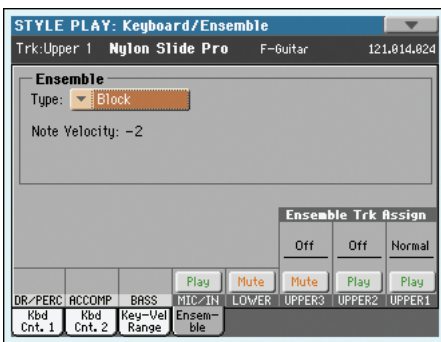 STYLE PLAY: Keyboard/Ensemble
Trk:Upper 1 Nylon Slide Pro F-Guitar 121.014.024
Ensemble
Type: Block
Note Velocity: -2
Ensemble Trk Assign
Off Off Normal
Play Mute Mute Play Play
DR/PERC ACCOMP BASS MIC/IN LOWER UPPER3 UPPER2 UPPER1
Kbd Kbd Key-Vel Ensem-
Cnt. 1 Cnt. 2 Range ble